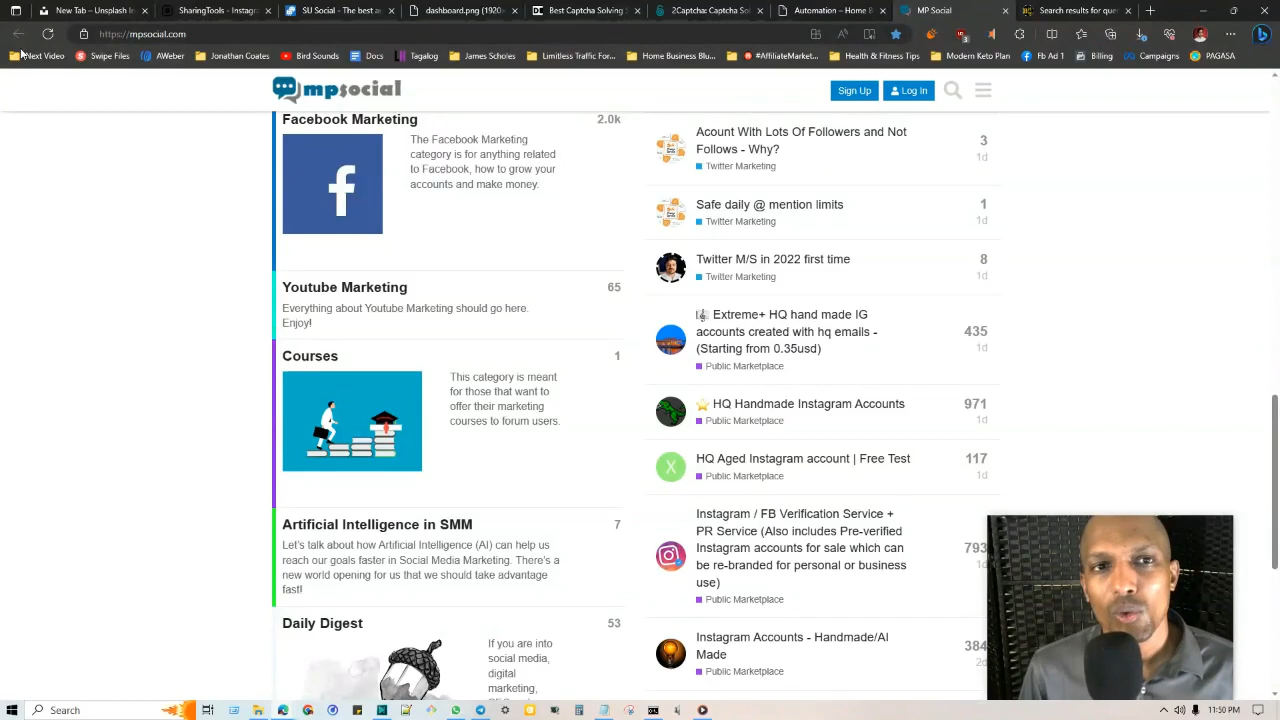 SU Social - Mp social
dashboard.png (1920×
Best Captcha Solving
2Captcha: Captcha Sol
Automation – Home B
MP Social
Search results for que
SharingTools - Instag
https://mpsocial.com
Next Video
Swipe Files
AWeber
Jonathan Coates
Bird Sounds
Docs
Tagalog
James Scholes
Limitless Traffic For...
Home Business Blu...
#AffiliateMarket...
Health & Fitness Tips
Modern Keto Plan
Fb Ad 1
Billing
Campaigns
PAGASA
mpsocial
Sign Up
Log In
Facebook Marketing
2.0k
The Facebook Marketing
category is for anything related
to Facebook, how to grow your
accounts and make money.
Youtube Marketing
65
Everything about Youtube Marketing should go here.
Enjoy!
Courses
1
This category is meant
for those that want to
offer their marketing
courses to forum users.
Artificial Intelligence in SMM
7
Let's talk about how Artificial Intelligence (AI) can help us
reach our goals faster in Social Media Marketing. There's a
new world opening for us that we should take advantage
fast!
Daily Digest
53
If you are into
social media,
digital
marketing,
Acount With Lots Of Followers and Not
Follows - Why?
3
1d
Twitter Marketing
Safe daily @ mention limits
1
1d
Twitter Marketing
Twitter M/S in 2022 first time
8
1d
Twitter Marketing
Extreme+ HQ hand made IG
accounts created with hq emails -
(Starting from 0.35usd)
435
1d
Public Marketplace
HQ Handmade Instagram Accounts
971
1d
Public Marketplace
X
HQ Aged Instagram account | Free Test
117
1d
Public Marketplace
Instagram / FB Verification Service +
PR Service (Also includes Pre-verified
Instagram accounts for sale which can
be re-branded for personal or business
use)
793
Public Marketplace
Instagram Accounts - Handmade/AI
Made
384
2d
Public Marketplace
Search
11:50 PM